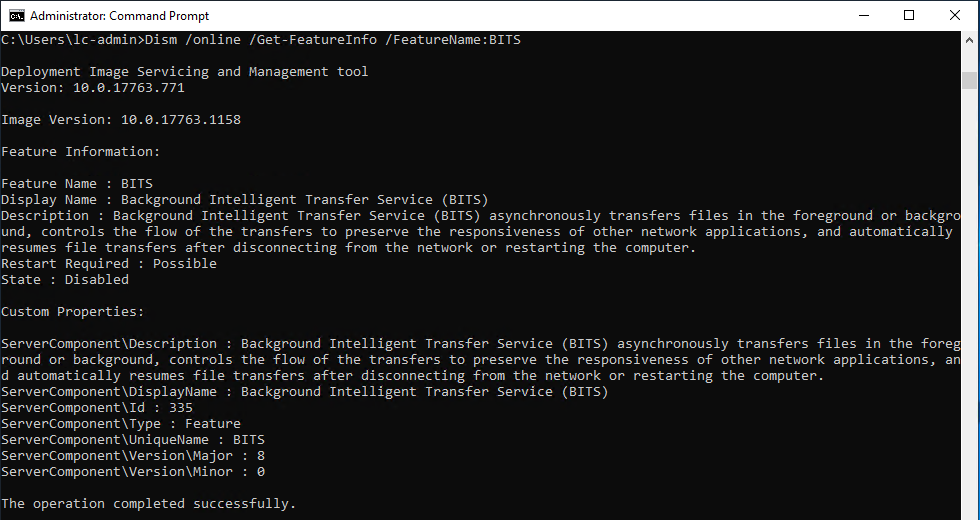 Administrator: Command Prompt
C:\Users\lc-admin>Dism /online /Get-FeatureInfo /FeatureName:BITS
Deployment Image Servicing and Management tool
Version: 10.0.17763.771
Image Version: 10.0.17763.1158
Feature Information:
Feature Name : BITS
Display Name : Background Intelligent Transfer Service (BITS)
Description : Background Intelligent Transfer Service (BITS) asynchronously transfers files in the foreground or backgro
und, controls the flow of the transfers to preserve the responsiveness of other network applications, and automatically
resumes file transfers after disconnecting from the network or restarting the computer.
Restart Required : Possible
State : Disabled
Custom Properties:
ServerComponent\Description : Background Intelligent Transfer Service (BITS) asynchronously transfers files in the foreg
round or background, controls the flow of the transfers to preserve the responsiveness of other network applications, an
d automatically resumes file transfers after disconnecting from the network or restarting the computer.
ServerComponent\DisplayName : Background Intelligent Transfer Service (BITS)
ServerComponent\Id : 335
ServerComponent\Type : Feature
ServerComponent\UniqueName : BITS
ServerComponent\Version\Major : 8
ServerComponent\Version\Minor : 0
The operation completed successfully.